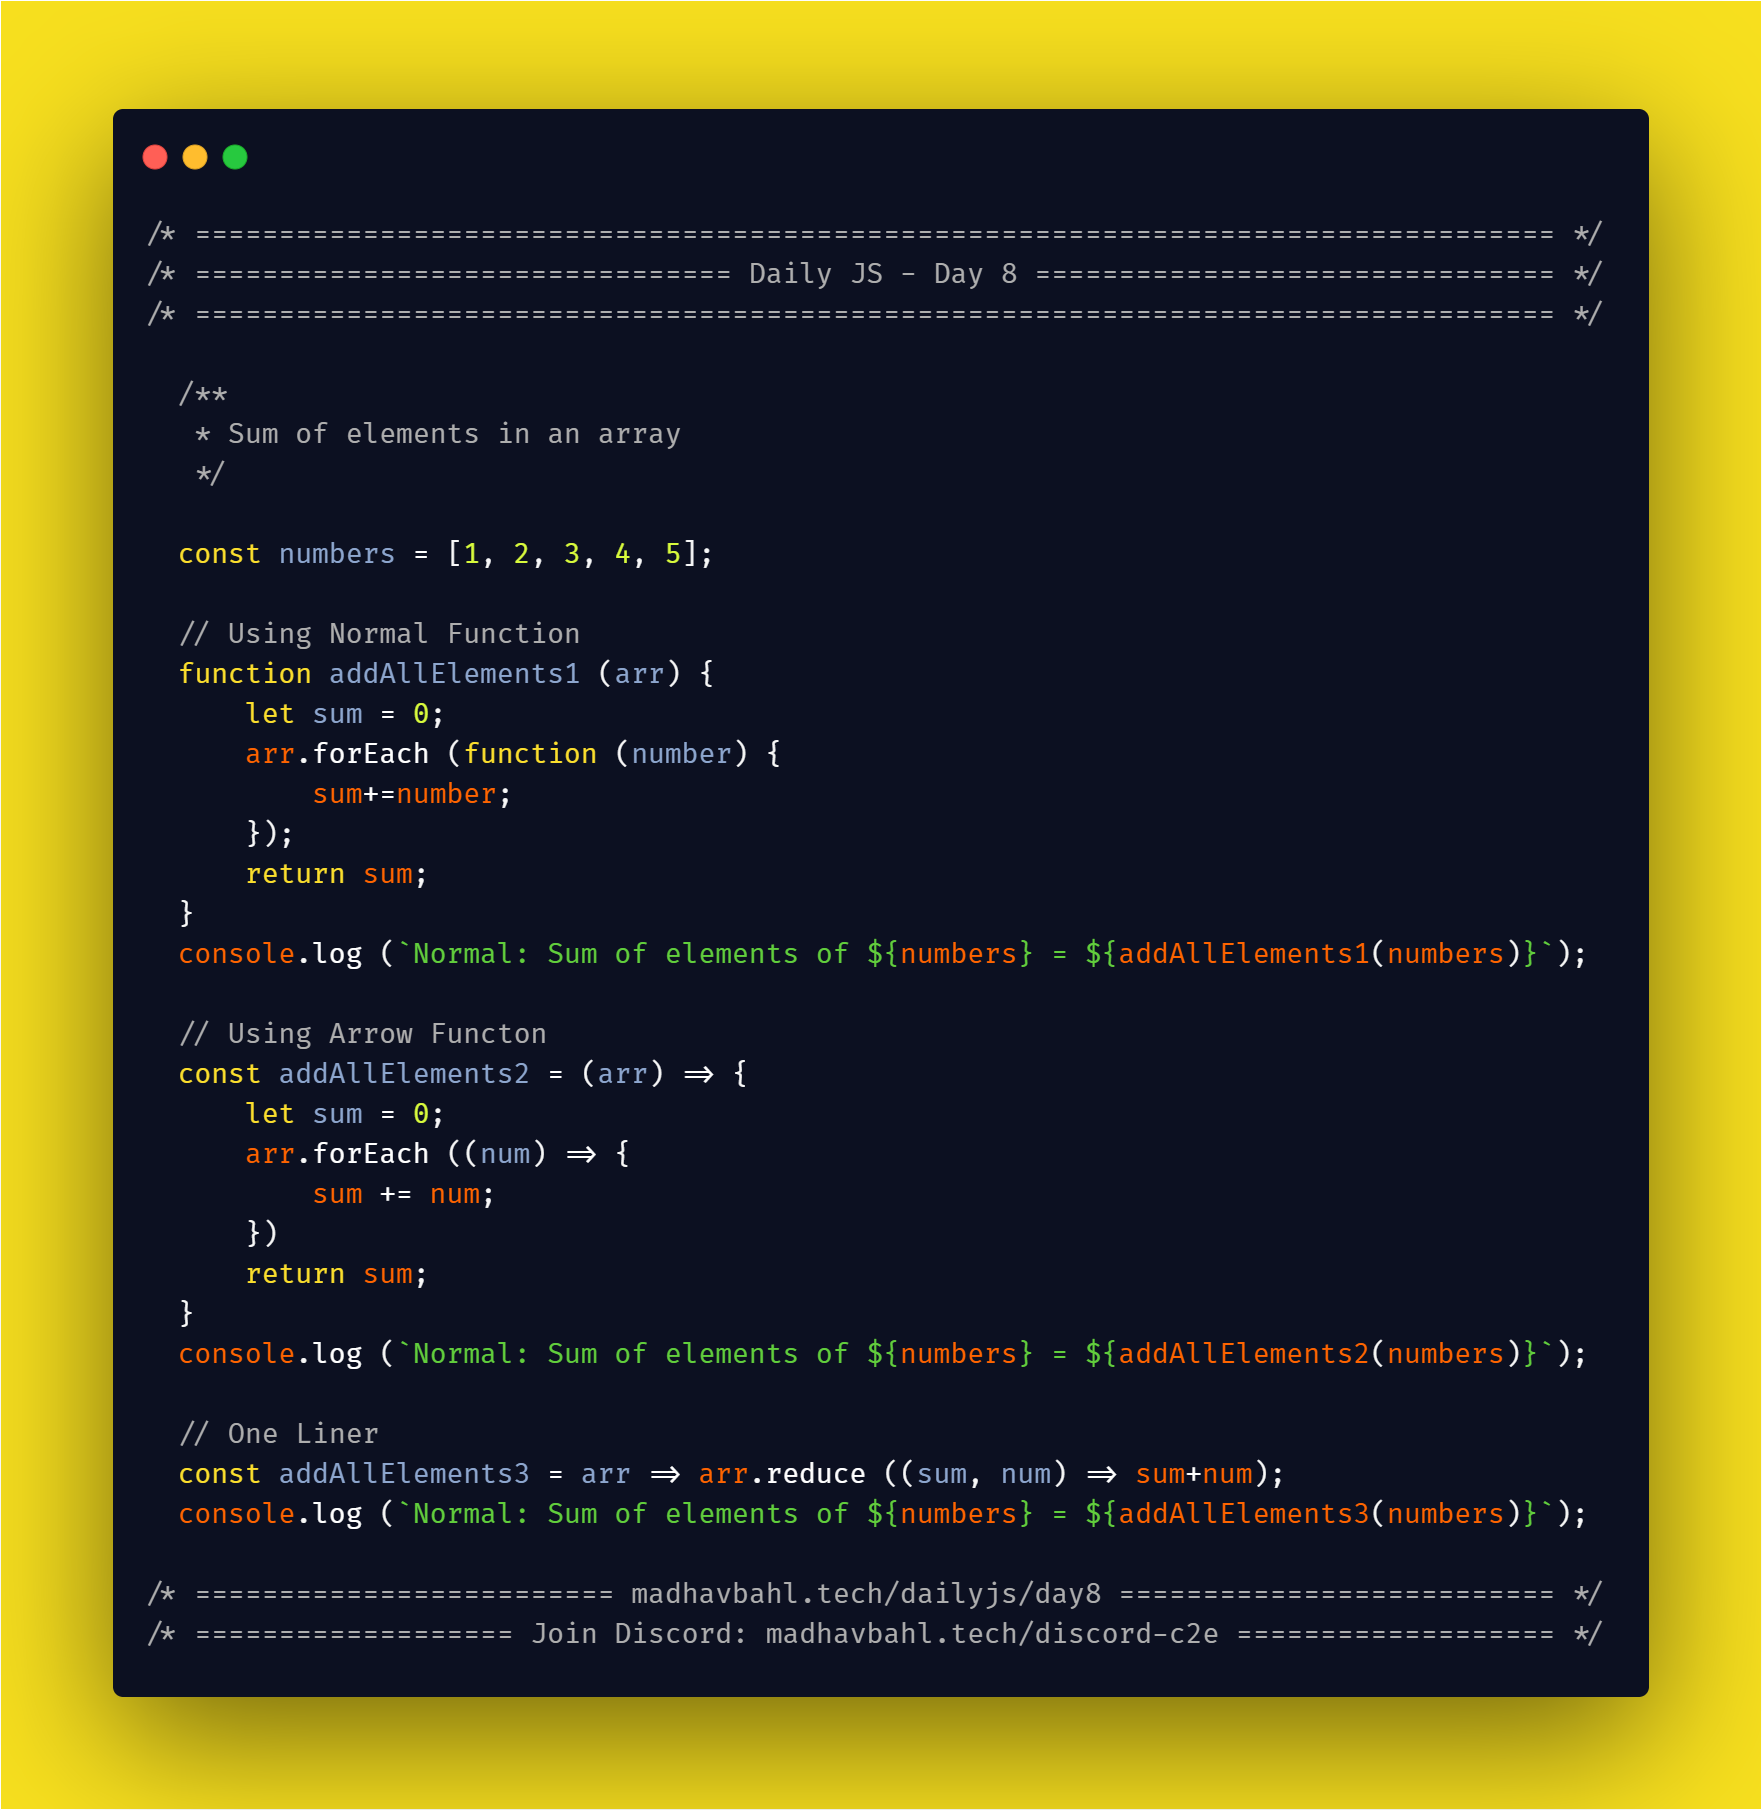 /* ================================================================================= */
/* ================================ Daily JS - Day 8 =============================== */
/* ================================================================================= */
/**
* Sum of elements in an array
*/
const numbers = [1, 2, 3, 4, 5];
// Using Normal Function
function addAllElements1 (arr) {
let sum = 0;
arr.forEach (function (number) {
sum+=number;
});
return sum;
}
console.log (`Normal: Sum of elements of ${numbers} = ${addAllElements1(numbers)}`);
// Using Arrow Functon
const addAllElements2 = (arr) => {
let sum = 0;
arr.forEach ((num) => {
sum += num;
})
return sum;
}
console.log (`Normal: Sum of elements of ${numbers} = ${addAllElements2(numbers)}`);
// One Liner
const addAllElements3 = arr => arr.reduce ((sum, num) => sum+num);
console.log (`Normal: Sum of elements of ${numbers} = ${addAllElements3(numbers)}`);
/* ========================= madhavbahl.tech/dailyjs/day8 ========================== */
/* =================== Join Discord: madhavbahl.tech/discord-c2e =================== */